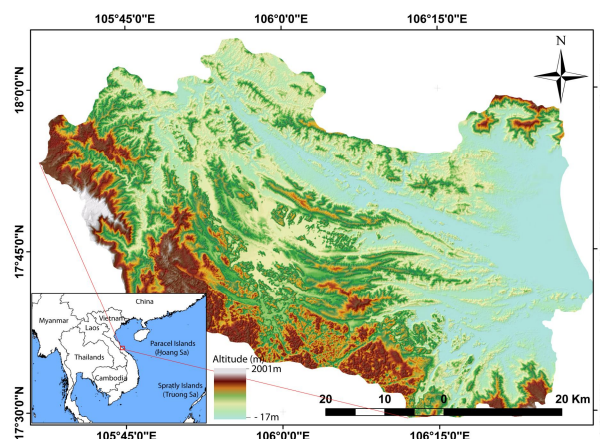 105°45'0"E
106°0'0"E
106°15'0"E
N
18°0'0"N
17°45'0"N
17°30'0"N
China
Myanmar
Vietnam
Laos
Paracel Islands
(Hoang Sa)
Thailands
Cambodia
Spratly Islands
(Truong Sa)
Altitude (m)
2001m
- 17m
20
10
5
0
20 Km
105°45'0"E
106°0'0"E
106°15'0"E